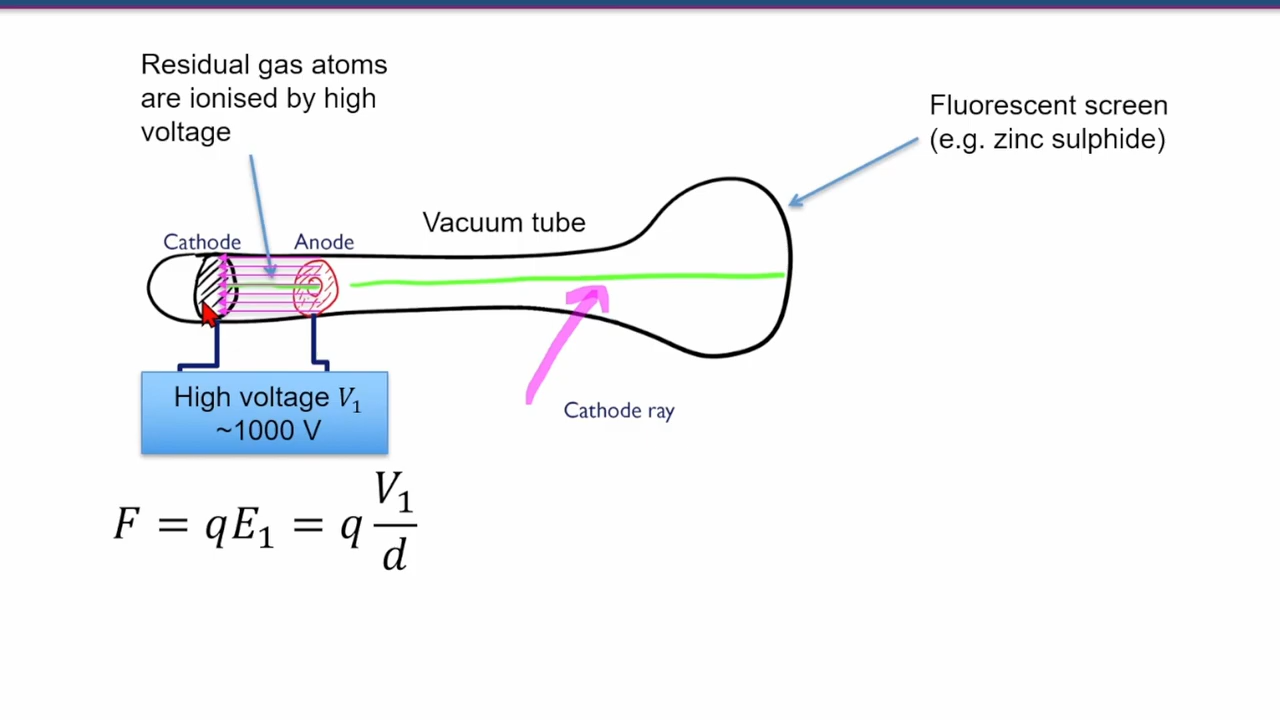 Residual gas atoms
are ionised by high
voltage
Fluorescent screen
(e.g. zinc sulphide)
Vacuum tube
Cathode
Anode
High voltage V₁
~1000 V
Cathode ray
F = qE₁ = q V₁/d